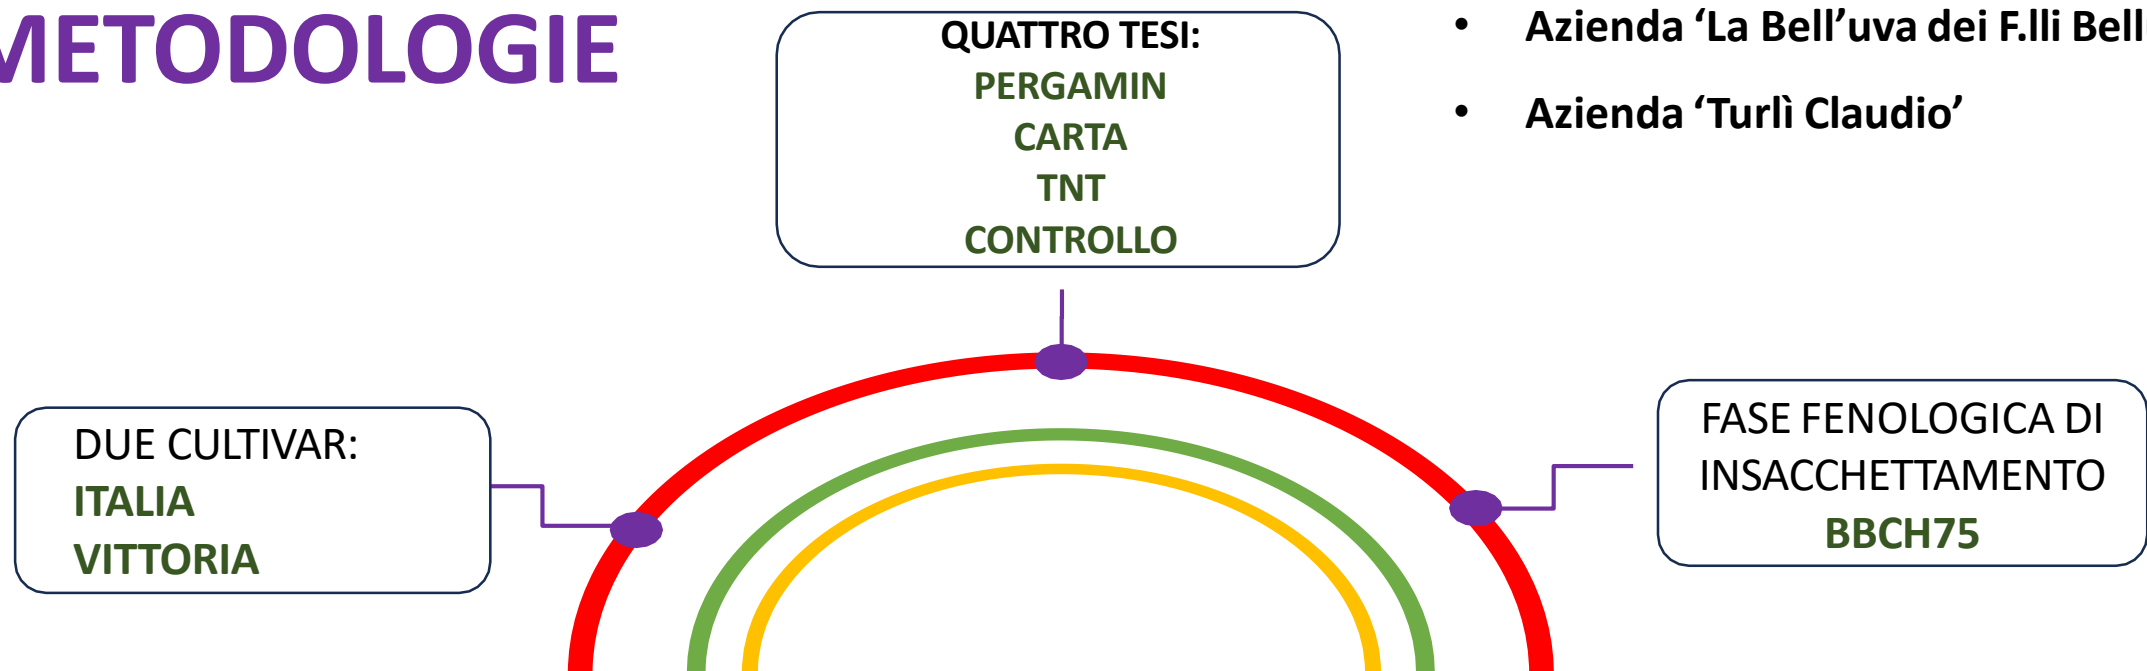 METODOLOGIE
QUATTRO TESI:
PERGAMIN
CARTA
TNT
CONTROLLO
• Azienda ‘La Bell’uva dei F.lli
• Azienda ‘Turlì Claudio’
DUE CULTIVAR:
ITALIA
VITTORIA
FASE FENOLOGICA DI
INSACCHETTAMENTO
BBCH75